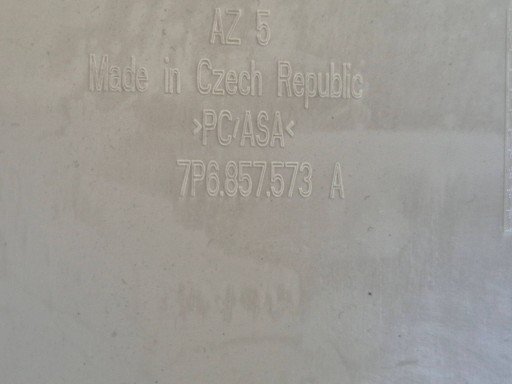 AZ 5
Made in Czech Republic
>PC/ASA<
7P6.857.573 A